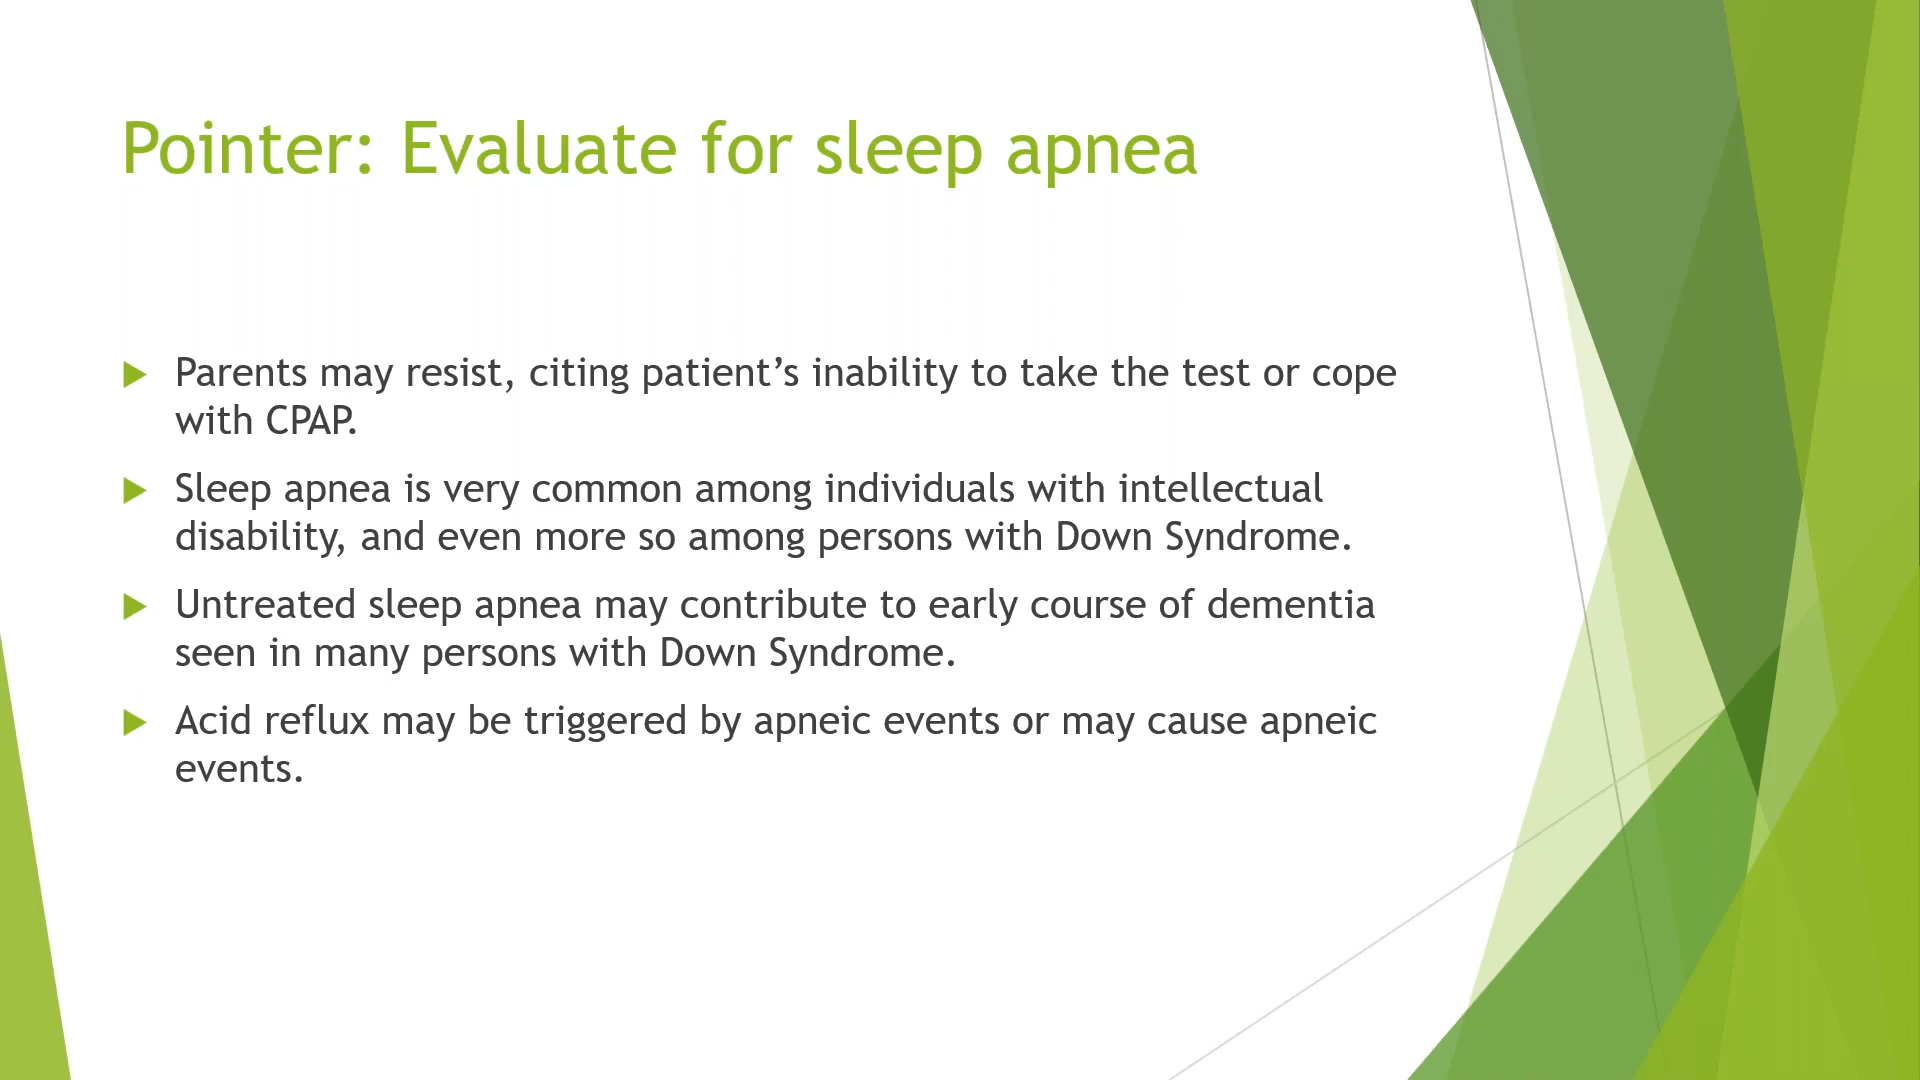 Pointer: Evaluate for sleep apnea
Parents may resist, citing patient’s inability to take the test or cope
with CPAP.
Sleep apnea is very common among individuals with intellectual
disability, and even more so among persons with Down Syndrome.
Untreated sleep apnea may contribute to early course of dementia
seen in many persons with Down Syndrome.
Acid reflux may be triggered by apneic events or may cause apneic
events.